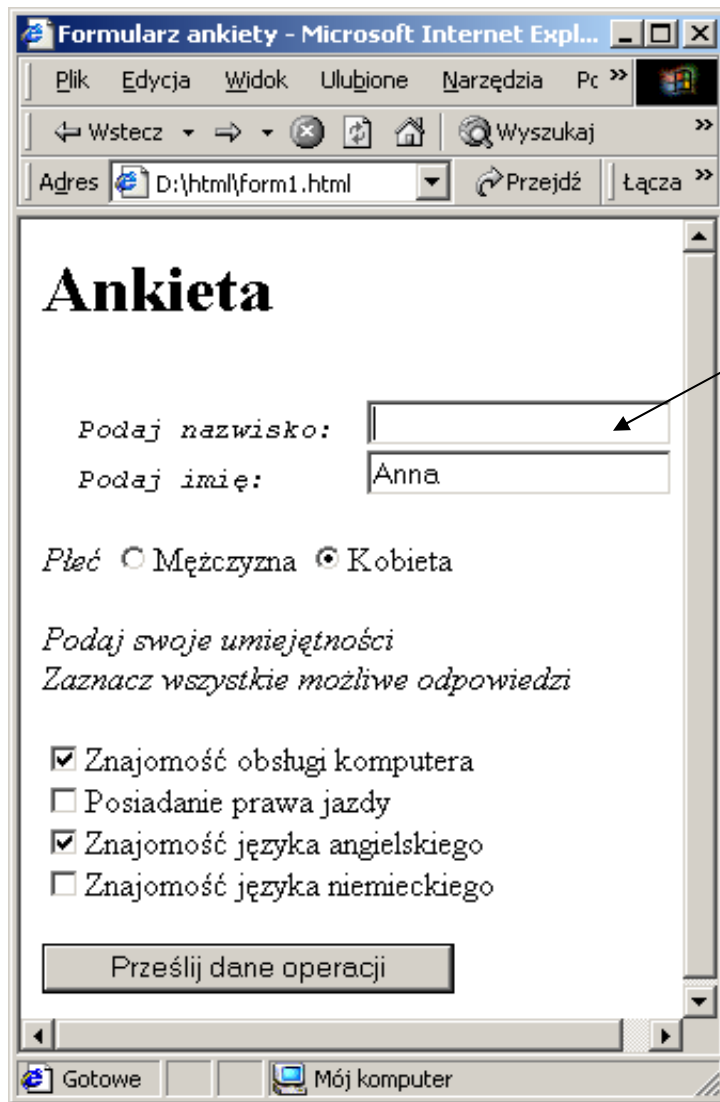 Formularz ankiety - Microsoft Internet Expl...
Plik Edycja Widok Ulubione Narzędzia Pc »
Wstecz Wyszukaj »
Adres D:\html\form1.html Przejdź Łącza »
Ankieta
Podaj nazwisko:
Podaj imię: Anna
Płeć Mężczyzna Kobieta
Podaj swoje umiejętności
Zaznacz wszystkie możliwe odpowiedzi
Znajomość obsługi komputera
Posiadanie prawa jazdy
Znajomość języka angielskiego
Znajomość języka niemieckiego
Prześlij dane operacji
Gotowe Mój komputer